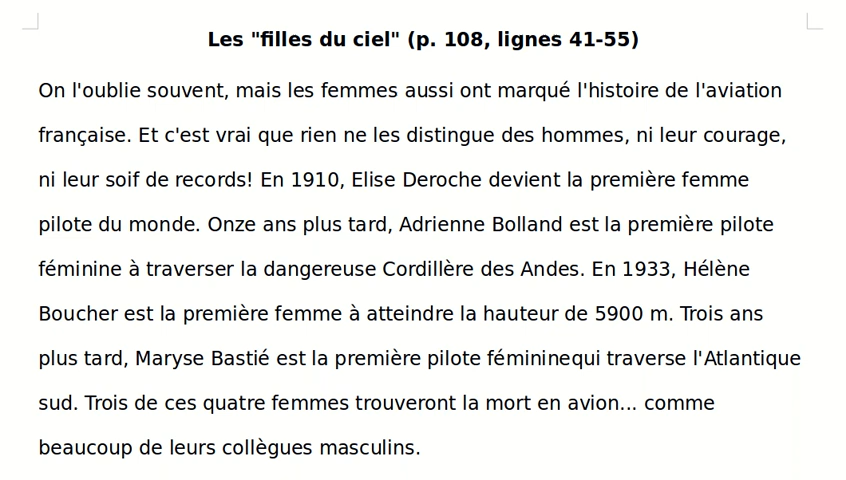 Les "filles du ciel" (p. 108, lignes 41-55)
On l'oublie souvent, mais les femmes aussi ont marqué l'histoire de l'aviation
française. Et c'est vrai que rien ne les distingue des hommes, ni leur courage,
ni leur soif de records! En 1910, Elise Deroche devient la première femme
pilote du monde. Onze ans plus tard, Adrienne Bolland est la première pilote
féminine à traverser la dangereuse Cordillère des Andes. En 1933, Hélène
Boucher est la première femme à atteindre la hauteur de 5900 m. Trois ans
plus tard, Maryse Bastié est la première pilote fémininequi traverse l'Atlantique
sud. Trois de ces quatre femmes trouveront la mort en avion... comme
beaucoup de leurs collègues masculins.